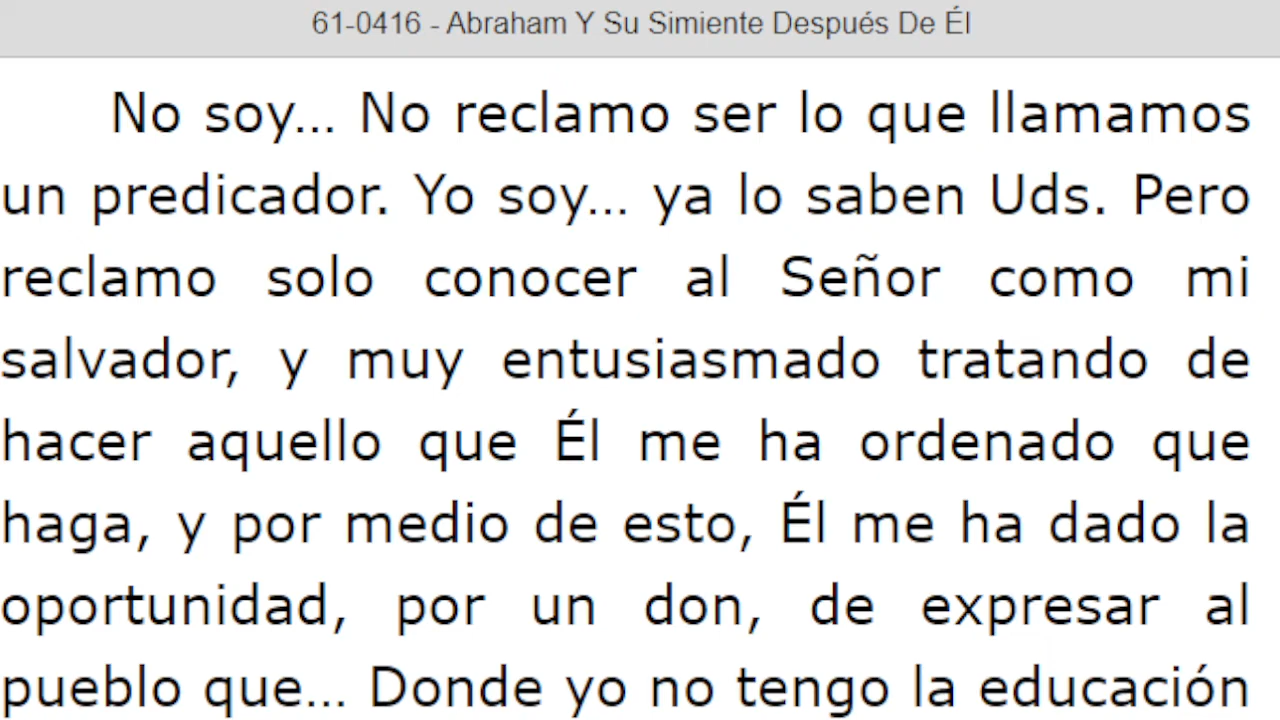 61-0416 - Abraham Y Su Simiente Después De Él
No soy... No reclamo ser lo que llamamos
un predicador. Yo soy... ya lo saben Uds. Pero
reclamo solo conocer al Señor como mi
salvador, y muy entusiasmado tratando de
hacer aquello que Él me ha ordenado que
haga, y por medio de esto, Él me ha dado la
oportunidad, por un don, de expresar al
pueblo que... Donde yo no tengo la educación